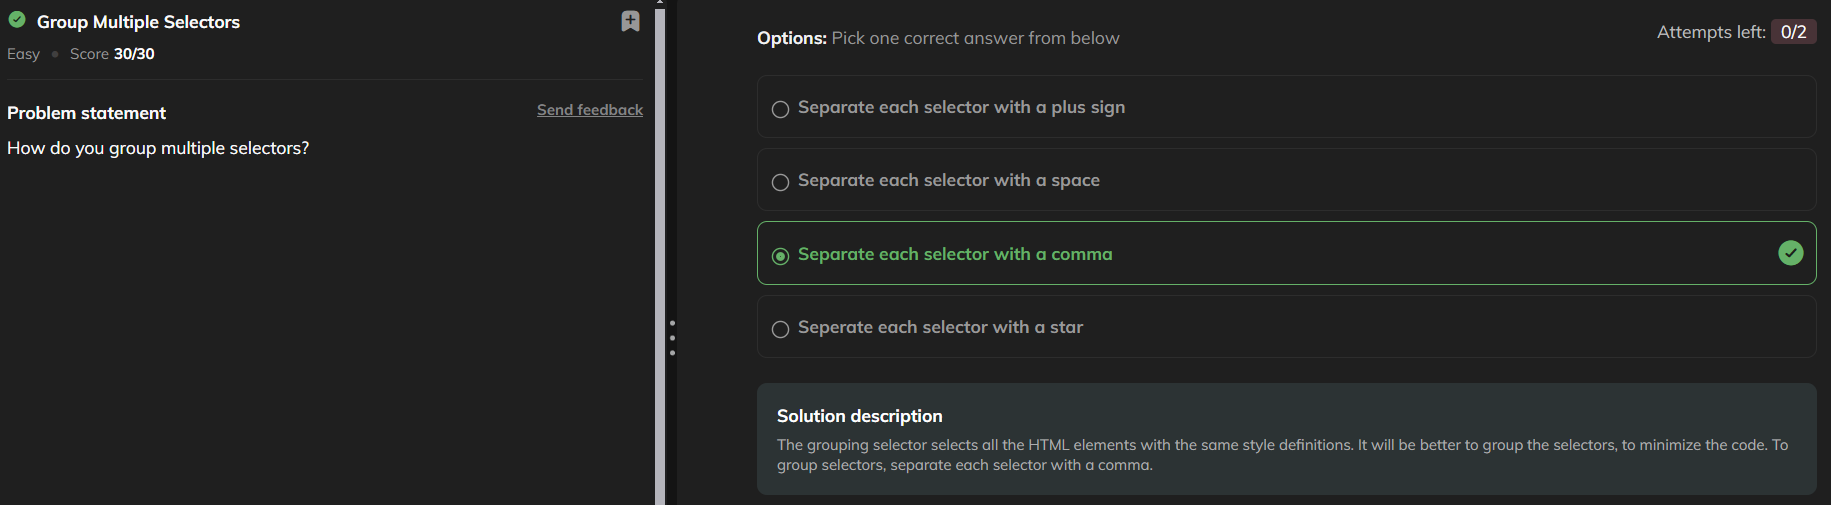 Group Multiple Selectors
Easy • Score 30/30
Problem statement
Send feedback
How do you group multiple selectors?
Options: Pick one correct answer from below
Attempts left: 0/2
Separate each selector with a plus sign
Separate each selector with a space
Separate each selector with a comma
Seperate each selector with a star
Solution description
The grouping selector selects all the HTML elements with the same style definitions. It will be better to group the selectors, to minimize the code. To
group selectors, separate each selector with a comma.